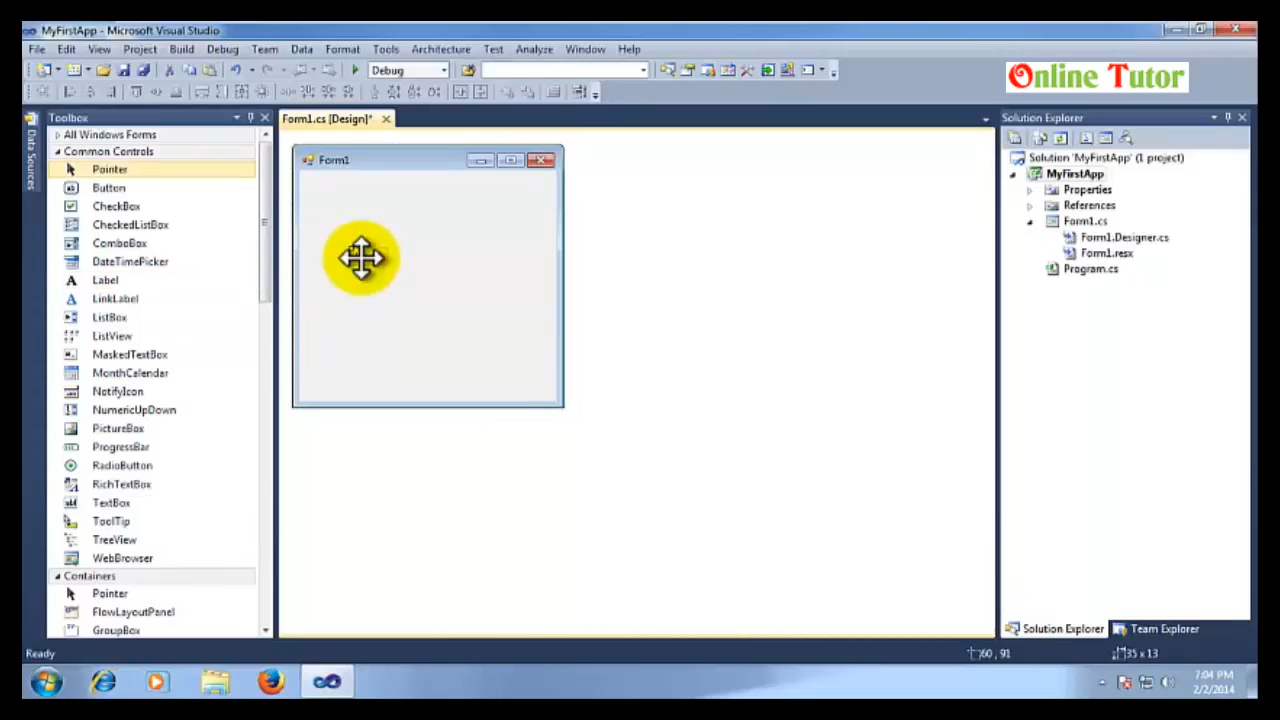 MyFirstApp - Microsoft Visual Studio
File Edit View Project Build Debug Team Data Format Tools Architecture Test Analyze Window Help
Debug
Online Tutor
Data Sources
Toolbox
All Windows Forms
Common Controls
Pointer
Button
CheckBox
CheckedListBox
ComboBox
DateTimePicker
Label
LinkLabel
ListBox
ListView
MaskedTextBox
MonthCalendar
NotifyIcon
NumericUpDown
PictureBox
ProgressBar
RadioButton
RichTextBox
TextBox
ToolTip
TreeView
WebBrowser
Containers
Pointer
FlowLayoutPanel
GroupBox
Form1.cs [Design]*
Form1
Solution Explorer
Solution 'MyFirstApp' (1 project)
MyFirstApp
Properties
References
Form1.cs
Form1.Designer.cs
Form1.resx
Program.cs
Solution Explorer Team Explorer
Ready 60 , 91 35 x 13
7:04 PM
2/2/2014